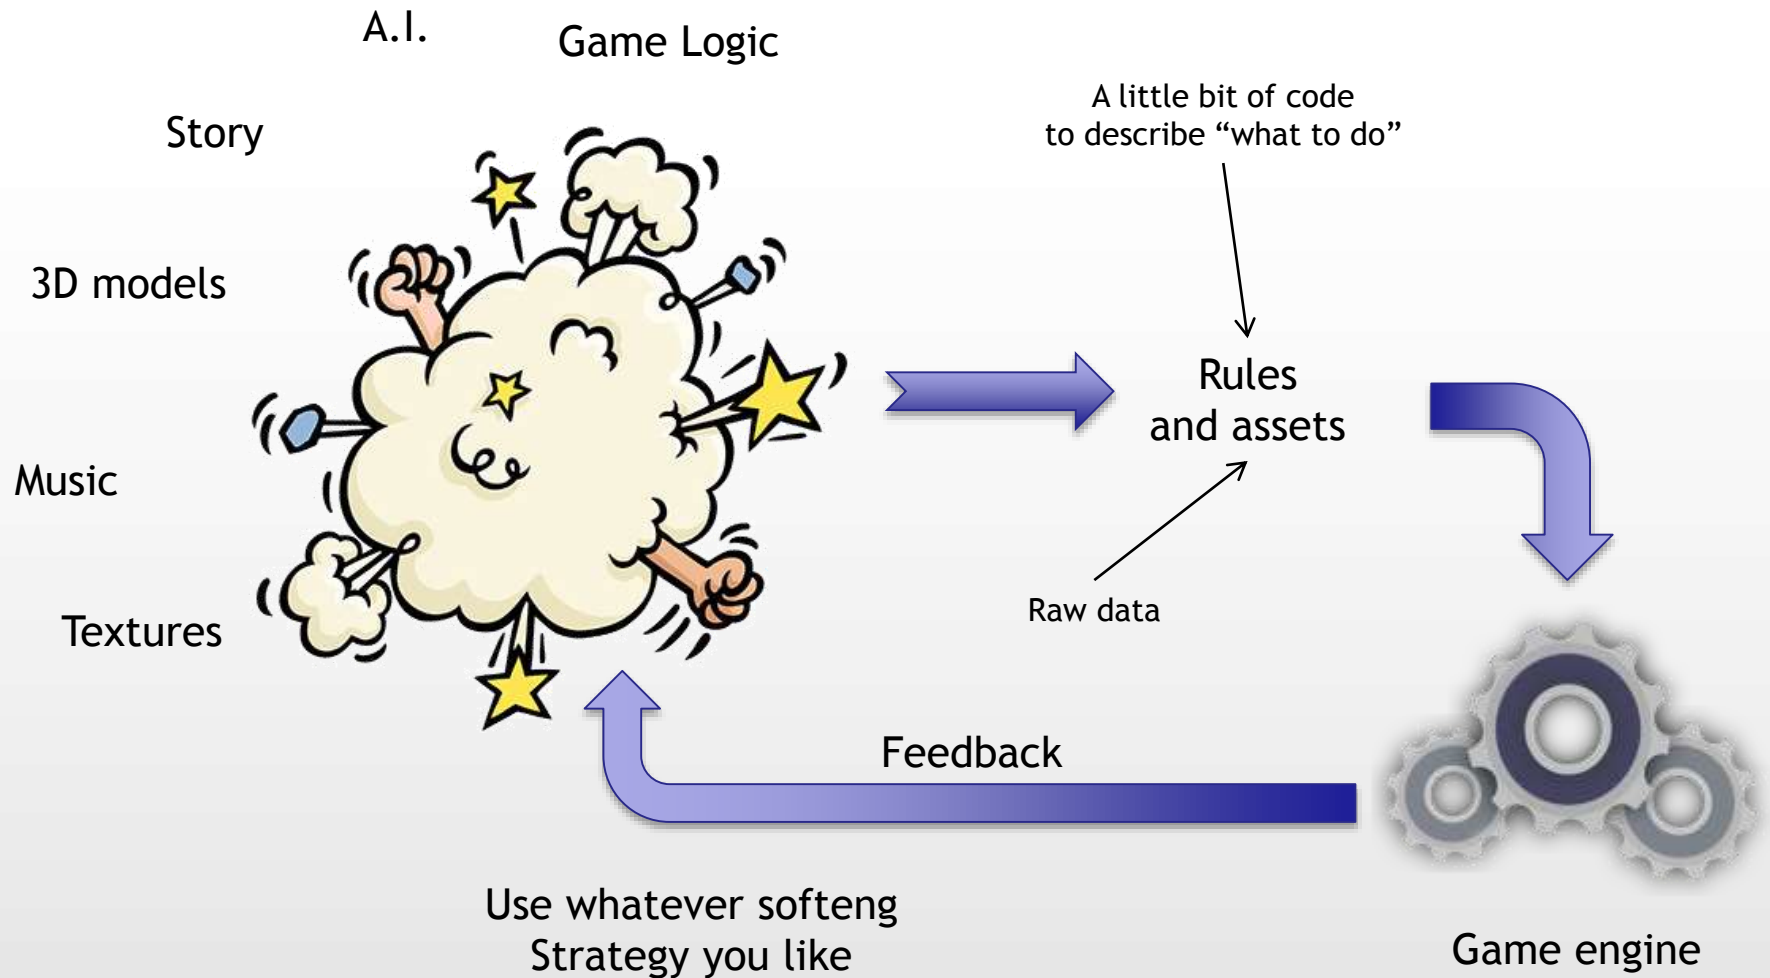 A.I.
Game Logic
Story
A little bit of code
to describe “what to do”
3D models
Rules
and assets
Music
Raw data
Textures
Feedback
Use whatever softeng
Strategy you like
Game engine